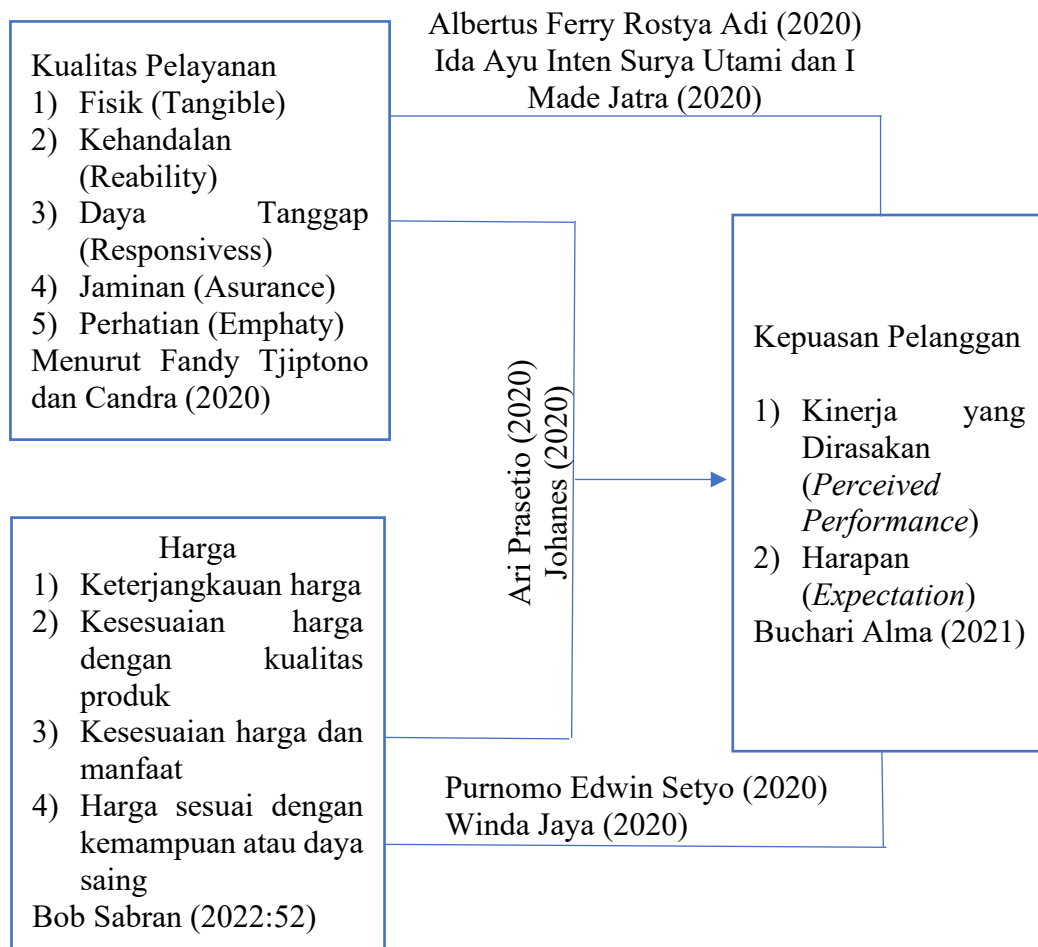 Albertus Ferry Rostya Adi (2020)
Ida Ayu Inten Surya Utami dan I
Made Jatra (2020)
Kualitas Pelayanan
1) Fisik (Tangible)
2) Kehandalan
(Reability)
3) Daya Tanggap
(Responsivess)
4) Jaminan (Asurance)
5) Perhatian (Emphaty)
Menurut Fandy Tjiptono
dan Candra (2020)
Ari Prasetio (2020)
Johanes (2020)
Kepuasan Pelanggan
1) Kinerja yang
Dirasakan
(Perceived
Performance)
2) Harapan
(Expectation)
Buchari Alma (2021)
Harga
1) Keterjangkauan harga
2) Kesesuaian harga
dengan kualitas
produk
3) Kesesuaian harga dan
manfaat
4) Harga sesuai dengan
kemampuan atau daya
saing
Bob Sabran (2022:52)
Purnomo Edwin Setyo (2020)
Winda Jaya (2020)